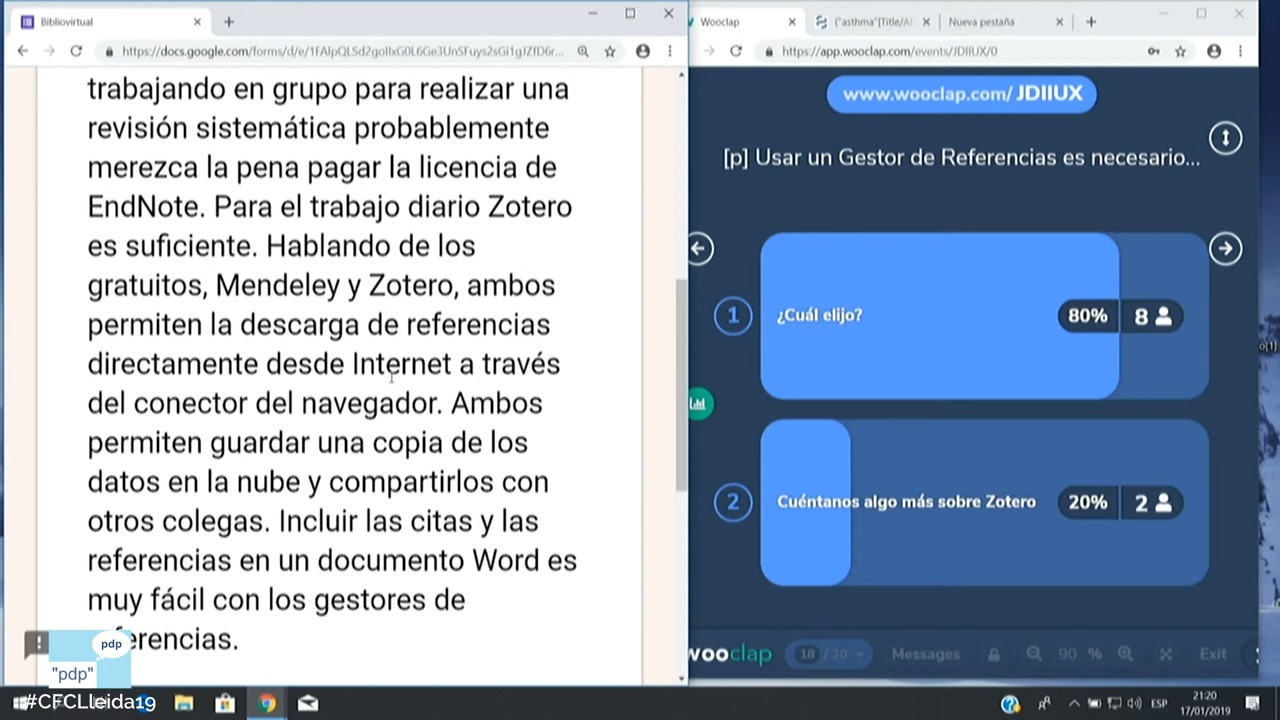 Bibliovirtual
https://docs.google.com/forms/d/e/1FAIpQLSd2golIxG0L6Ge3UnSFuys2sGi1gJZfD6r...
trabajando en grupo para realizar una
revisión sistemática probablemente
merezca la pena pagar la licencia de
EndNote. Para el trabajo diario Zotero
es suficiente. Hablando de los
gratuitos, Mendeley y Zotero, ambos
permiten la descarga de referencias
directamente desde Internet a través
del conector del navegador. Ambos
permiten guardar una copia de los
datos en la nube y compartirlos con
otros colegas. Incluir las citas y las
referencias en un documento Word es
muy fácil con los gestores de
ferencias.
pdp
"pdp"
#CFCLleida19
Wooclap
("asthma"[Title/A
Nueva pestaña
https://app.wooclap.com/events/JDIIUX/0
www.wooclap.com/ JDIIUX
[p] Usar un Gestor de Referencias es necesario...
1 ¿Cuál elijo? 80% 8
2 Cuéntanos algo más sobre Zotero 20% 2
wooclap 18 / 20 Messages 90 % Exit
o[1]
ESP
21:20
17/01/2019